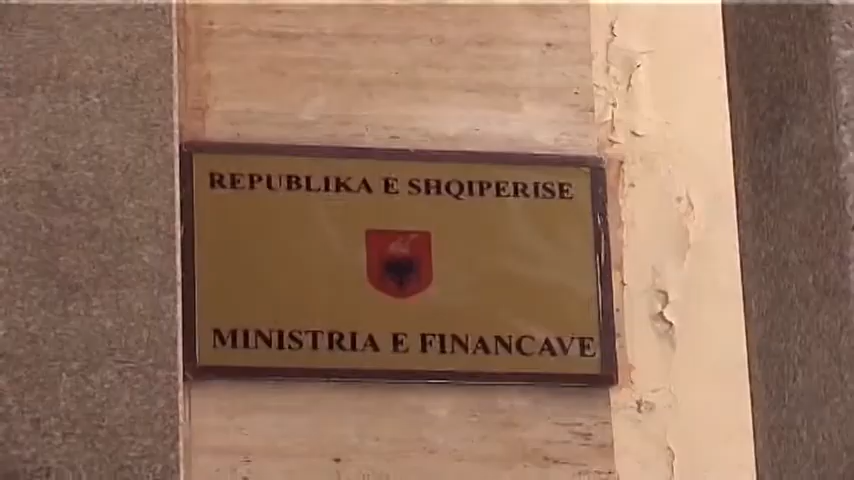 REPUBLIKA E SHQIPERISE
MINISTRIA E FINANCAVE